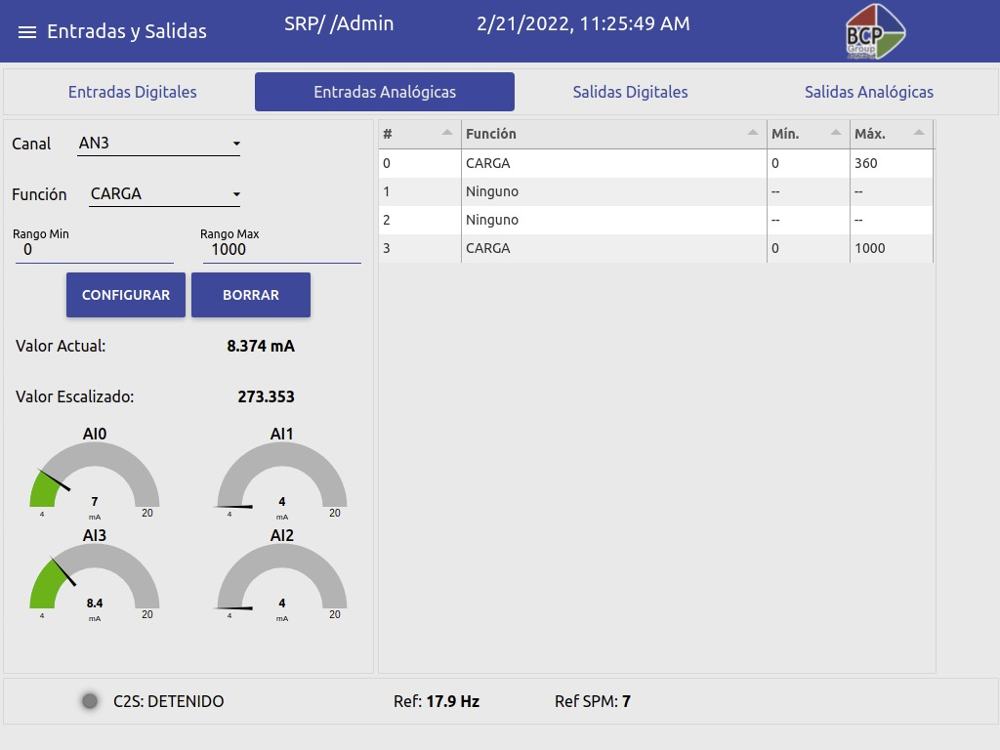 Entradas y Salidas
SRP/ /Admin
2/21/2022, 11:25:49 AM
BCP
Group
Entradas Digitales
Entradas Analógicas
Salidas Digitales
Salidas Analógicas
Canal AN3
Función CARGA
Rango Min Rango Max
0 1000
CONFIGURAR BORRAR
Valor Actual: 8.374 mA
Valor Escalizado: 273.353
AI0
7
4 mA 20
AI1
4
4 mA 20
AI3
8.4
4 mA 20
AI2
4
4 mA 20
# Función Mín. Máx.
0 CARGA 0 360
1 Ninguno -- --
2 Ninguno -- --
3 CARGA 0 1000
C2S: DETENIDO Ref: 17.9 Hz Ref SPM: 7